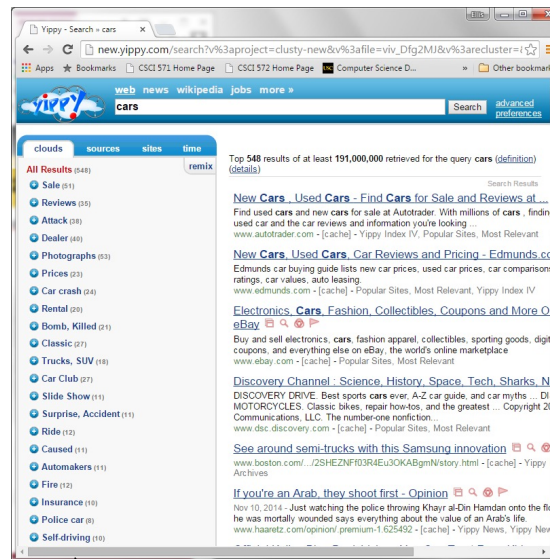 Yippy - Search » cars
new.yippy.com/search?v%3aproject=clusty-new&v%3afile=viv_Dfg2MJ&v%3arecluster=
Apps Bookmarks CSCI 571 Home Page CSCI 572 Home Page Computer Science D... » Other bookmar
web news wikipedia jobs more »
yippy!
cars
Search
advanced
preferences
clouds sources sites time
remix
All Results (548)
Sale (51)
Reviews (35)
Attack (38)
Dealer (40)
Photographs (53)
Prices (23)
Car crash (24)
Rental (20)
Bomb, Killed (21)
Classic (27)
Trucks, SUV (18)
Car Club (27)
Slide Show (11)
Surprise, Accident (11)
Ride (12)
Caused (11)
Automakers (11)
Fire (12)
Insurance (10)
Police car (8)
Self-driving (10)
Top 548 results of at least 191,000,000 retrieved for the query cars (definition)
(details)
Search Results
New Cars , Used Cars - Find Cars for Sale and Reviews at ...
Find used cars and new cars for sale at Autotrader. With millions of cars , findin
used car and the car reviews and information you're looking ...
www.autotrader.com - [cache] - Yippy Index IV, Popular Sites, Most Relevant
New Cars, Used Cars, Car Reviews and Pricing - Edmunds.co
Edmunds car buying guide lists new car prices, used car prices, car comparisons
ratings, car values, auto leasing.
www.edmunds.com - [cache] - Popular Sites, Most Relevant, Yippy Index IV
Electronics, Cars, Fashion, Collectibles, Coupons and More O
eBay
Buy and sell electronics, cars, fashion apparel, collectibles, sporting goods, digit
coupons, and everything else on eBay, the world's online marketplace
www.ebay.com - [cache] - Popular Sites, Most Relevant
Discovery Channel : Science, History, Space, Tech, Sharks, N
DISCOVERY DRIVE. Best sports cars ever, A-Z car guide, and car myths ... DI
MOTORCYCLES. Classic bikes, repair how-tos, and the greatest ... Copyright 20
Communications, LLC. The number-one nonfiction...
www.dsc.discovery.com - [cache] - Popular Sites, Most Relevant
See around semi-trucks with this Samsung innovation
www.boston.com/.../2SHEZNFf03R4Eu3OKABgmN/story.html - [cache] - Yippy
Archives
If you're an Arab, they shoot first - Opinion
Nov 10, 2014 - Just watching the police throwing Khayr al-Din Hamdan onto the flo
he was mortally wounded says everything about the value of an Arab's life.
www.haaretz.com/opinion/.premium-1.625492 - [cache] - Yippy News, Yippy New